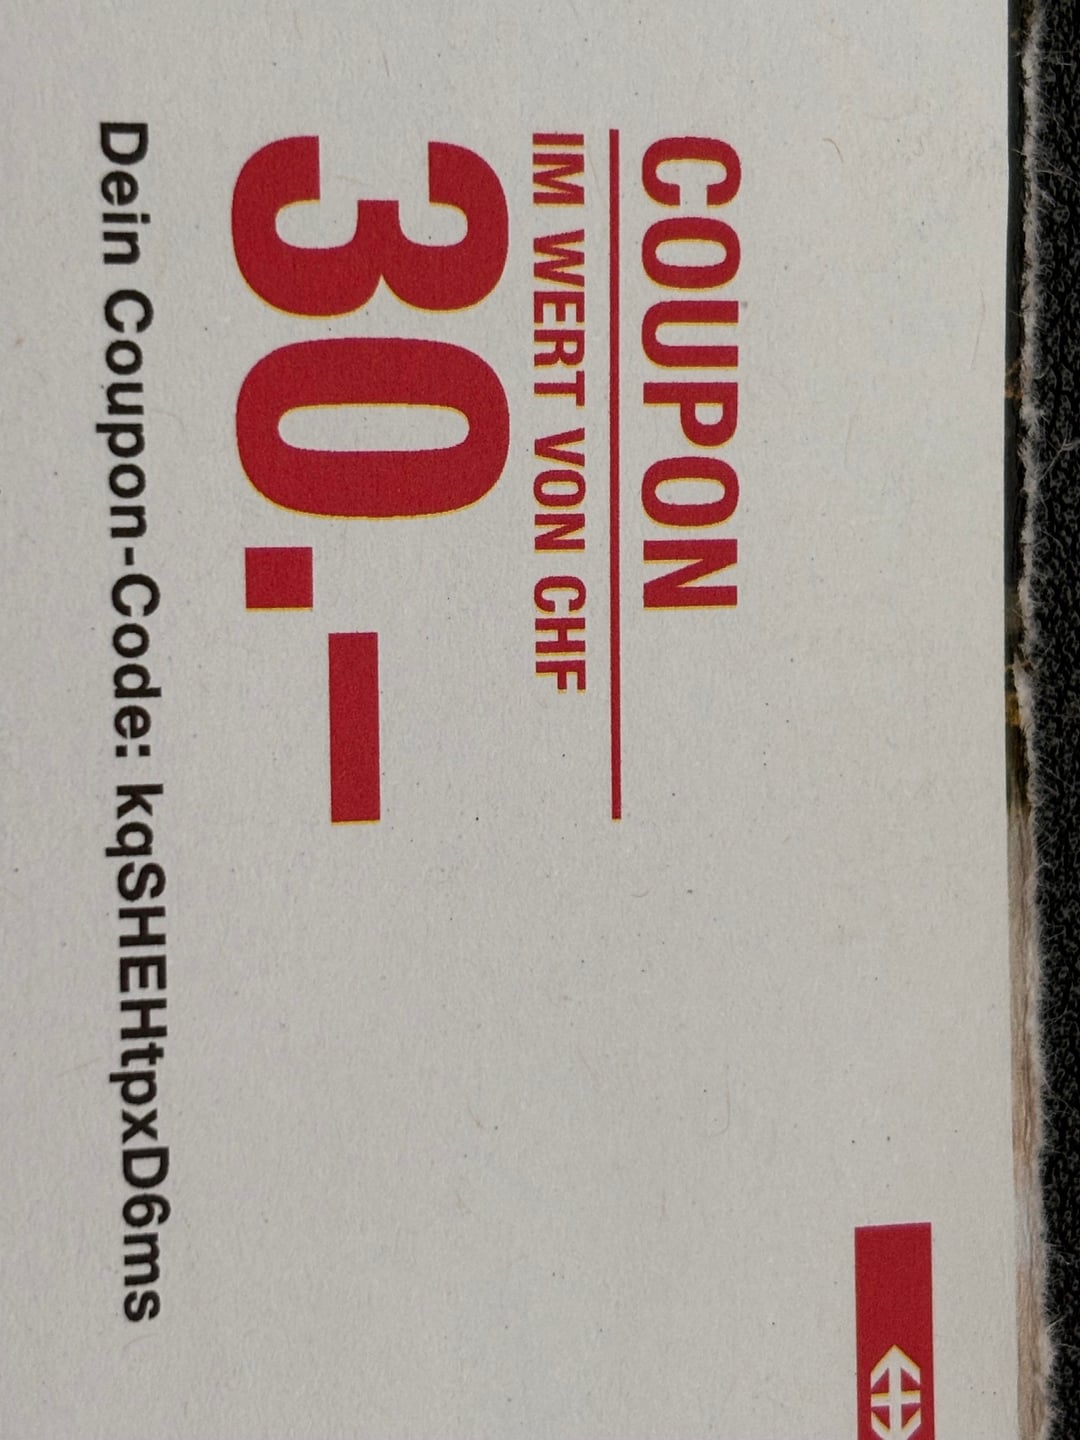 COUPON
IM WERT VON CHF
30.–
Dein Coupon-Code: kqSHEHtpxD6ms